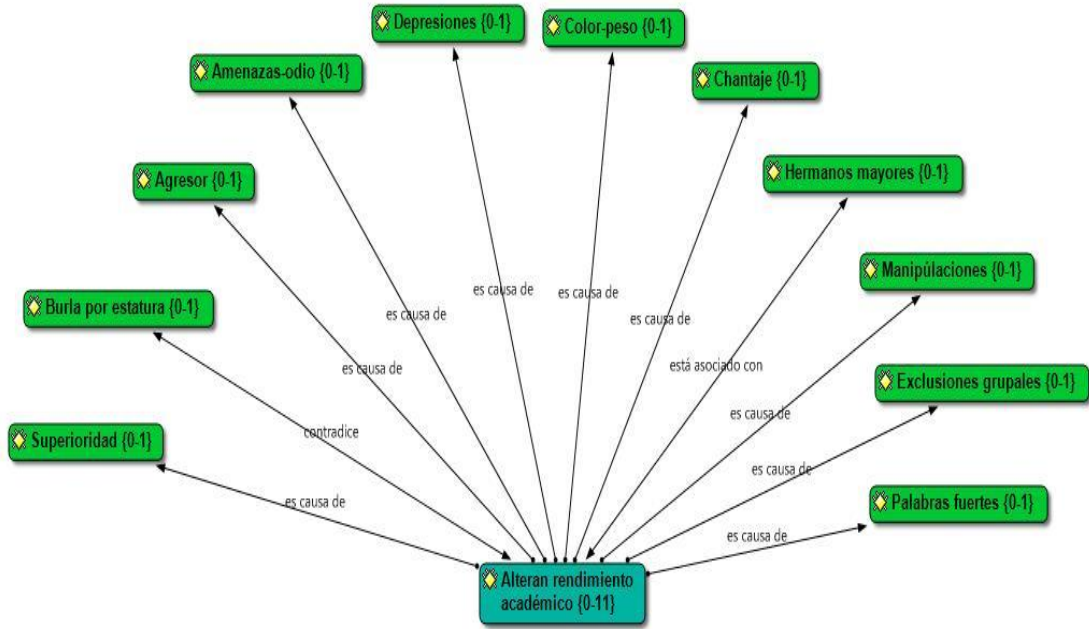 Depresiones {0-1}
Color-peso {0-1}
Amenazas-odio {0-1}
Chantaje {0-1}
Agresor {0-1}
Hermanos mayores {0-1}
Manipúlaciones {0-1}
Burla por estatura {0-1}
Exclusiones grupales {0-1}
Superioridad {0-1}
Palabras fuertes {0-1}
es causa de
es causa de
es causa de
es causa de
es causa de
está asociado con
es causa de
contradice
es causa de
es causa de
es causa de
Alteran rendimiento
académico {0-11}